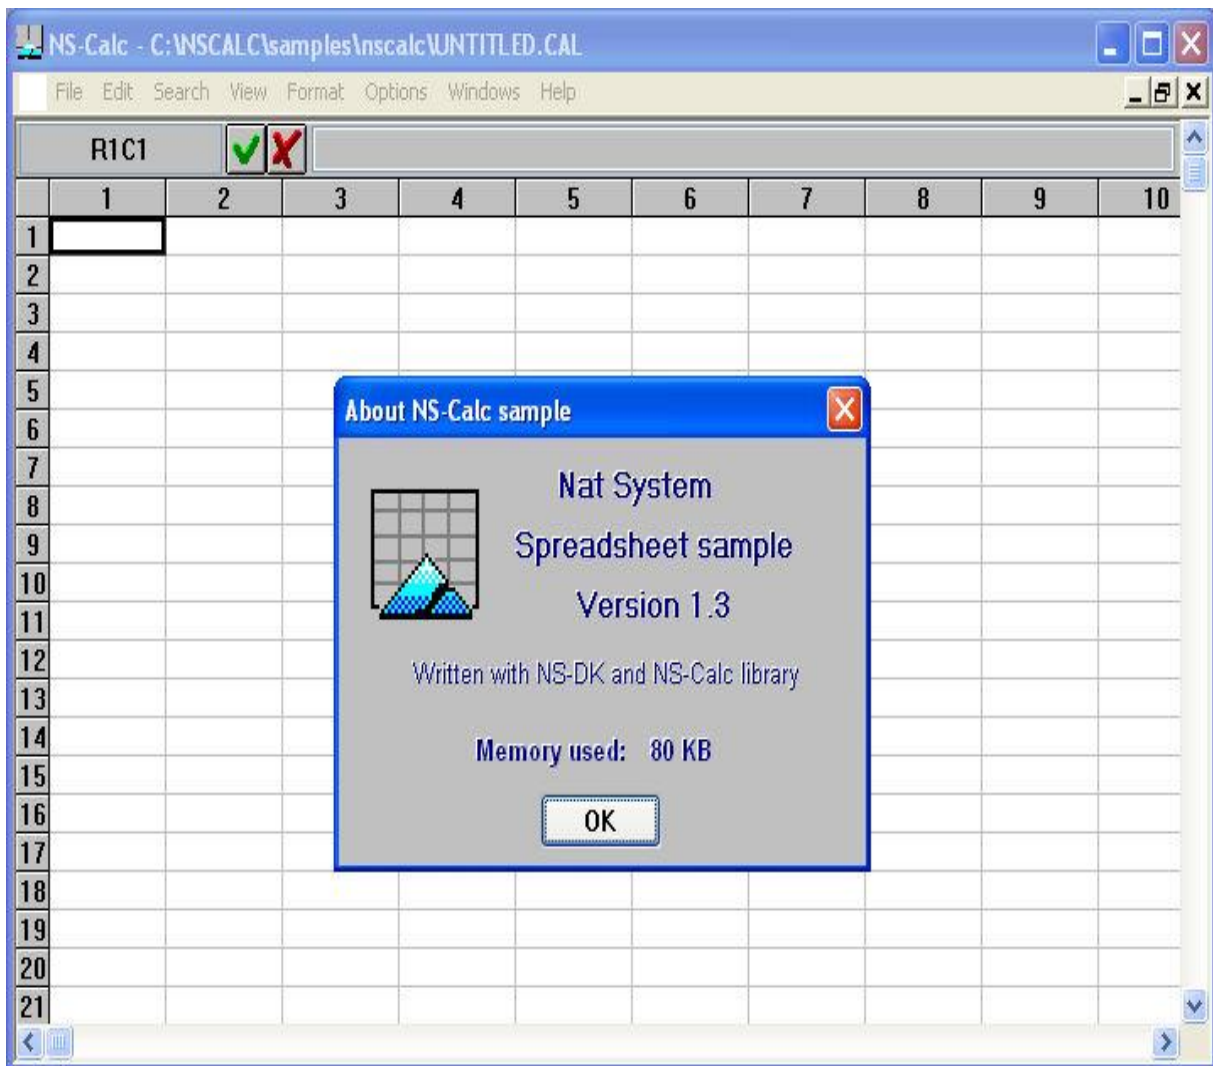 NS-Calc - C:\NSCALC\samples\nscalc\UNTITLED.CAL
File Edit Search View Format Options Windows Help
R1C1
1 2 3 4 5 6 7 8 9 10
1
2
3
4
5
6
7
8
9
10
11
12
13
14
15
16
17
18
19
20
21
About NS-Calc sample
Nat System
Spreadsheet sample
Version 1.3
Written with NS-DK and NS-Calc library
Memory used: 80 KB
OK